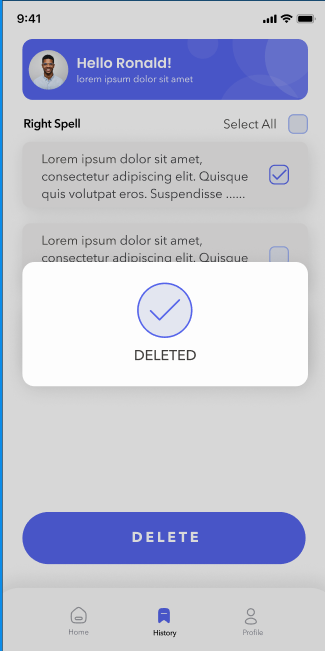 9:41
Hello Ronald!
lorem ipsum dolor sit amet
Right Spell
Select All
Lorem ipsum dolor sit amet,
consectetur adipiscing elit. Quisque
quis volutpat eros. Suspendisse ......
Lorem ipsum dolor sit amet,
consectetur adipiscing elit. Quisque
DELETED
DELETE
Home
History
Profile